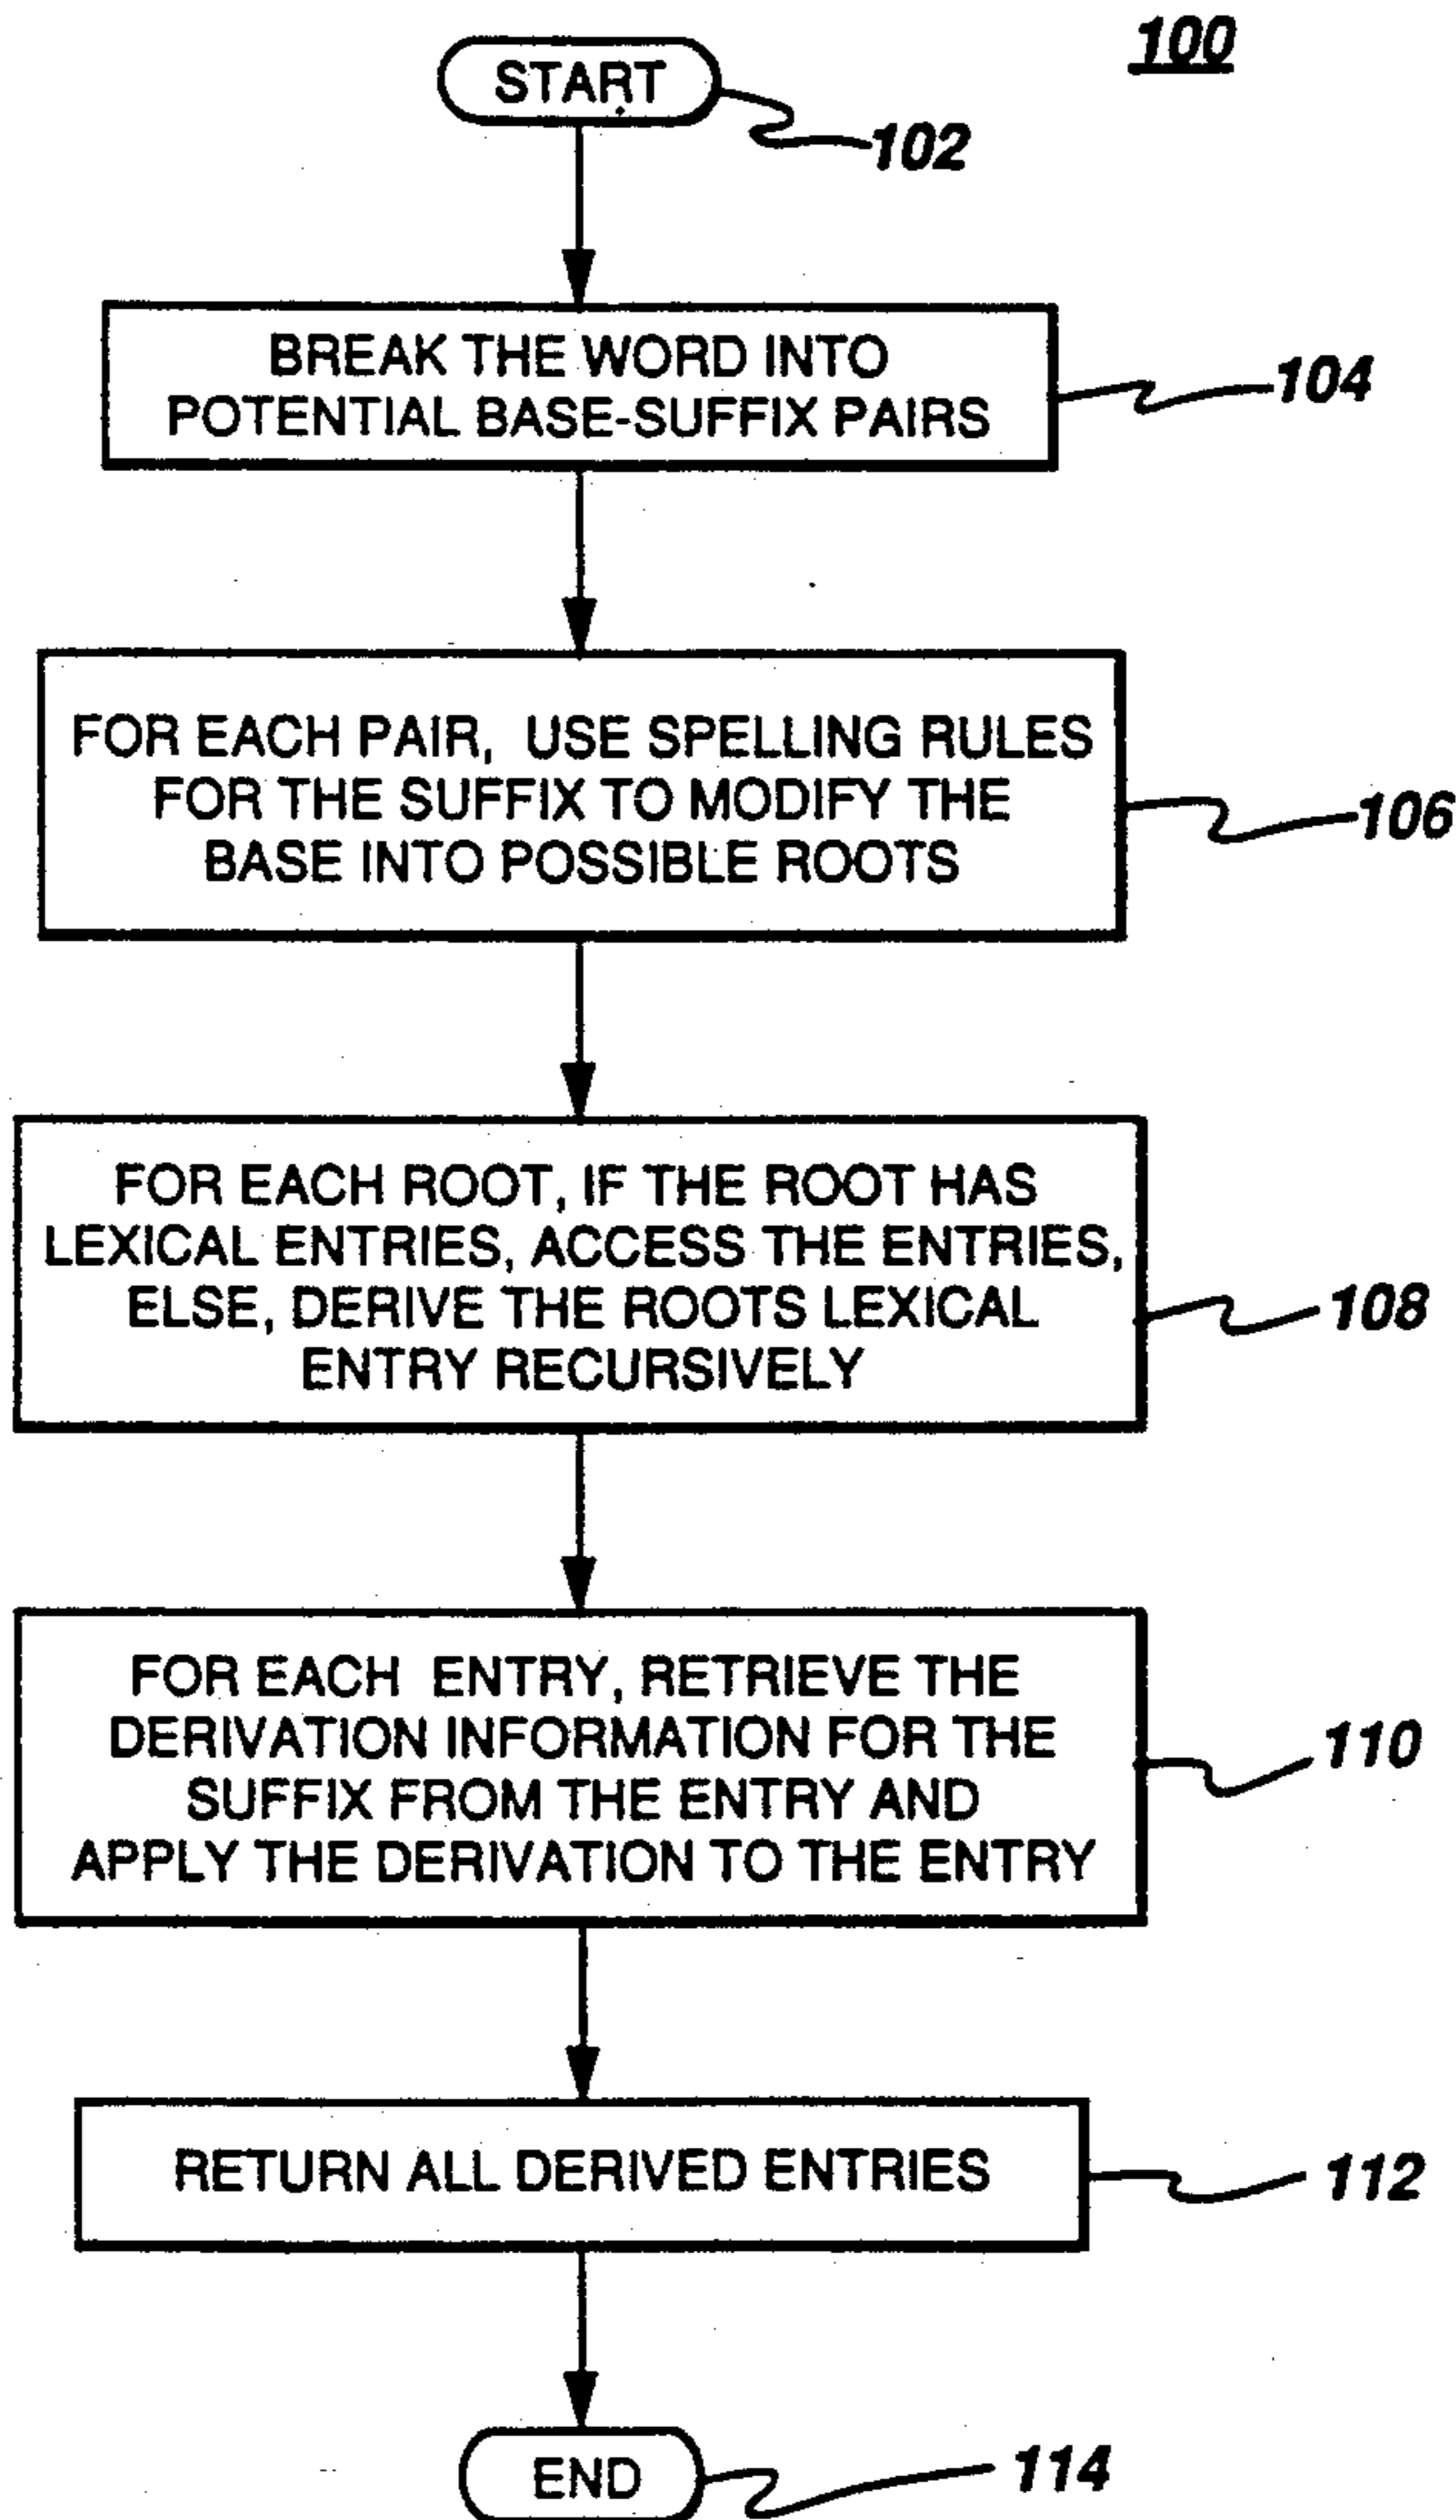 100
START
102
BREAK THE WORD INTO
POTENTIAL BASE-SUFFIX PAIRS
104
FOR EACH PAIR, USE SPELLING RULES
FOR THE SUFFIX TO MODIFY THE
BASE INTO POSSIBLE ROOTS
106
FOR EACH ROOT, IF THE ROOT HAS
LEXICAL ENTRIES, ACCESS THE ENTRIES,
ELSE, DERIVE THE ROOTS LEXICAL
ENTRY RECURSIVELY
108
FOR EACH ENTRY, RETRIEVE THE
DERIVATION INFORMATION FOR THE
SUFFIX FROM THE ENTRY AND
APPLY THE DERIVATION TO THE ENTRY
110
RETURN ALL DERIVED ENTRIES
112
END
114